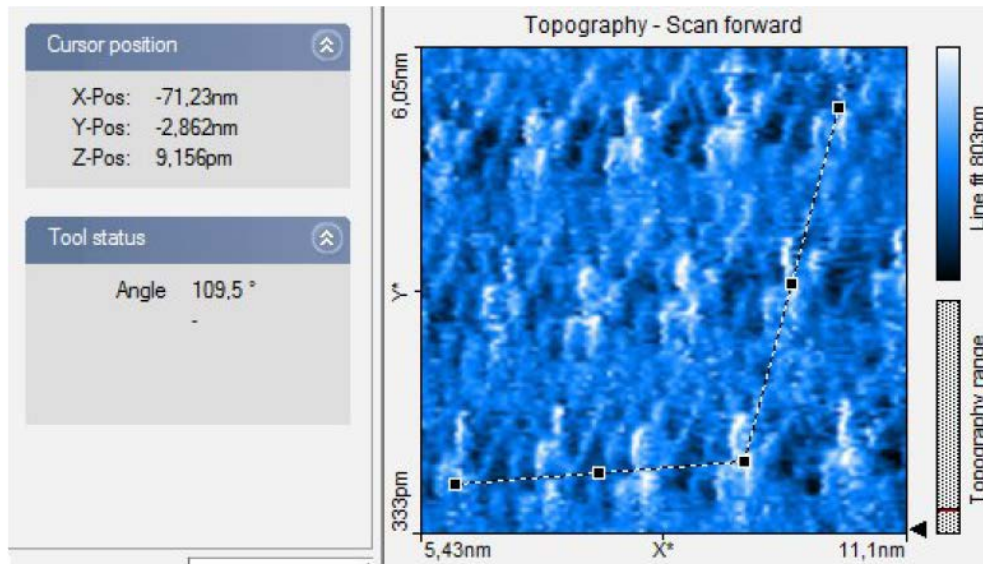 Cursor position
X-Pos: -71,23nm
Y-Pos: -2,862nm
Z-Pos: 9,156pm
Tool status
Angle 109,5 °
-
Topography - Scan forward
6,05nm
Y*
333pm
5,43nm
X*
11,1nm
Line fit 803pm
Topography range